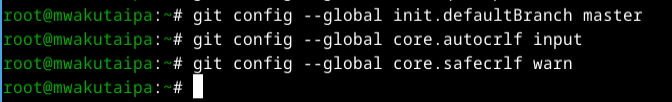 root@mwakutaipa:~# git config --global init.defaultBranch master
root@mwakutaipa:~# git config --global core.autocrlf input
root@mwakutaipa:~# git config --global core.safecrlf warn
root@mwakutaipa:~#